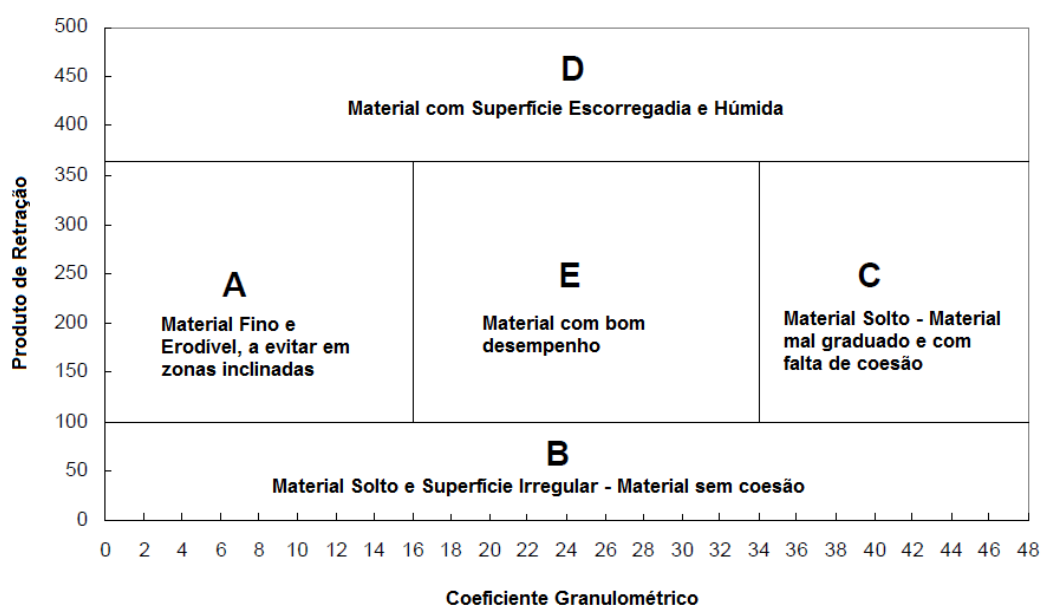 500
450
400
350
300
250
200
150
100
50
0
Produto de Retração
D
Material com Superfície Escorregadia e Húmida
A
Material Fino e
Erodível, a evitar em
zonas inclinadas
E
Material com bom
desempenho
C
Material Solto - Material
mal graduado e com
falta de coesão
B
Material Solto e Superfície Irregular - Material sem coesão
0 2 4 6 8 10 12 14 16 18 20 22 24 26 28 30 32 34 36 38 40 42 44 46 48
Coeficiente Granulométrico